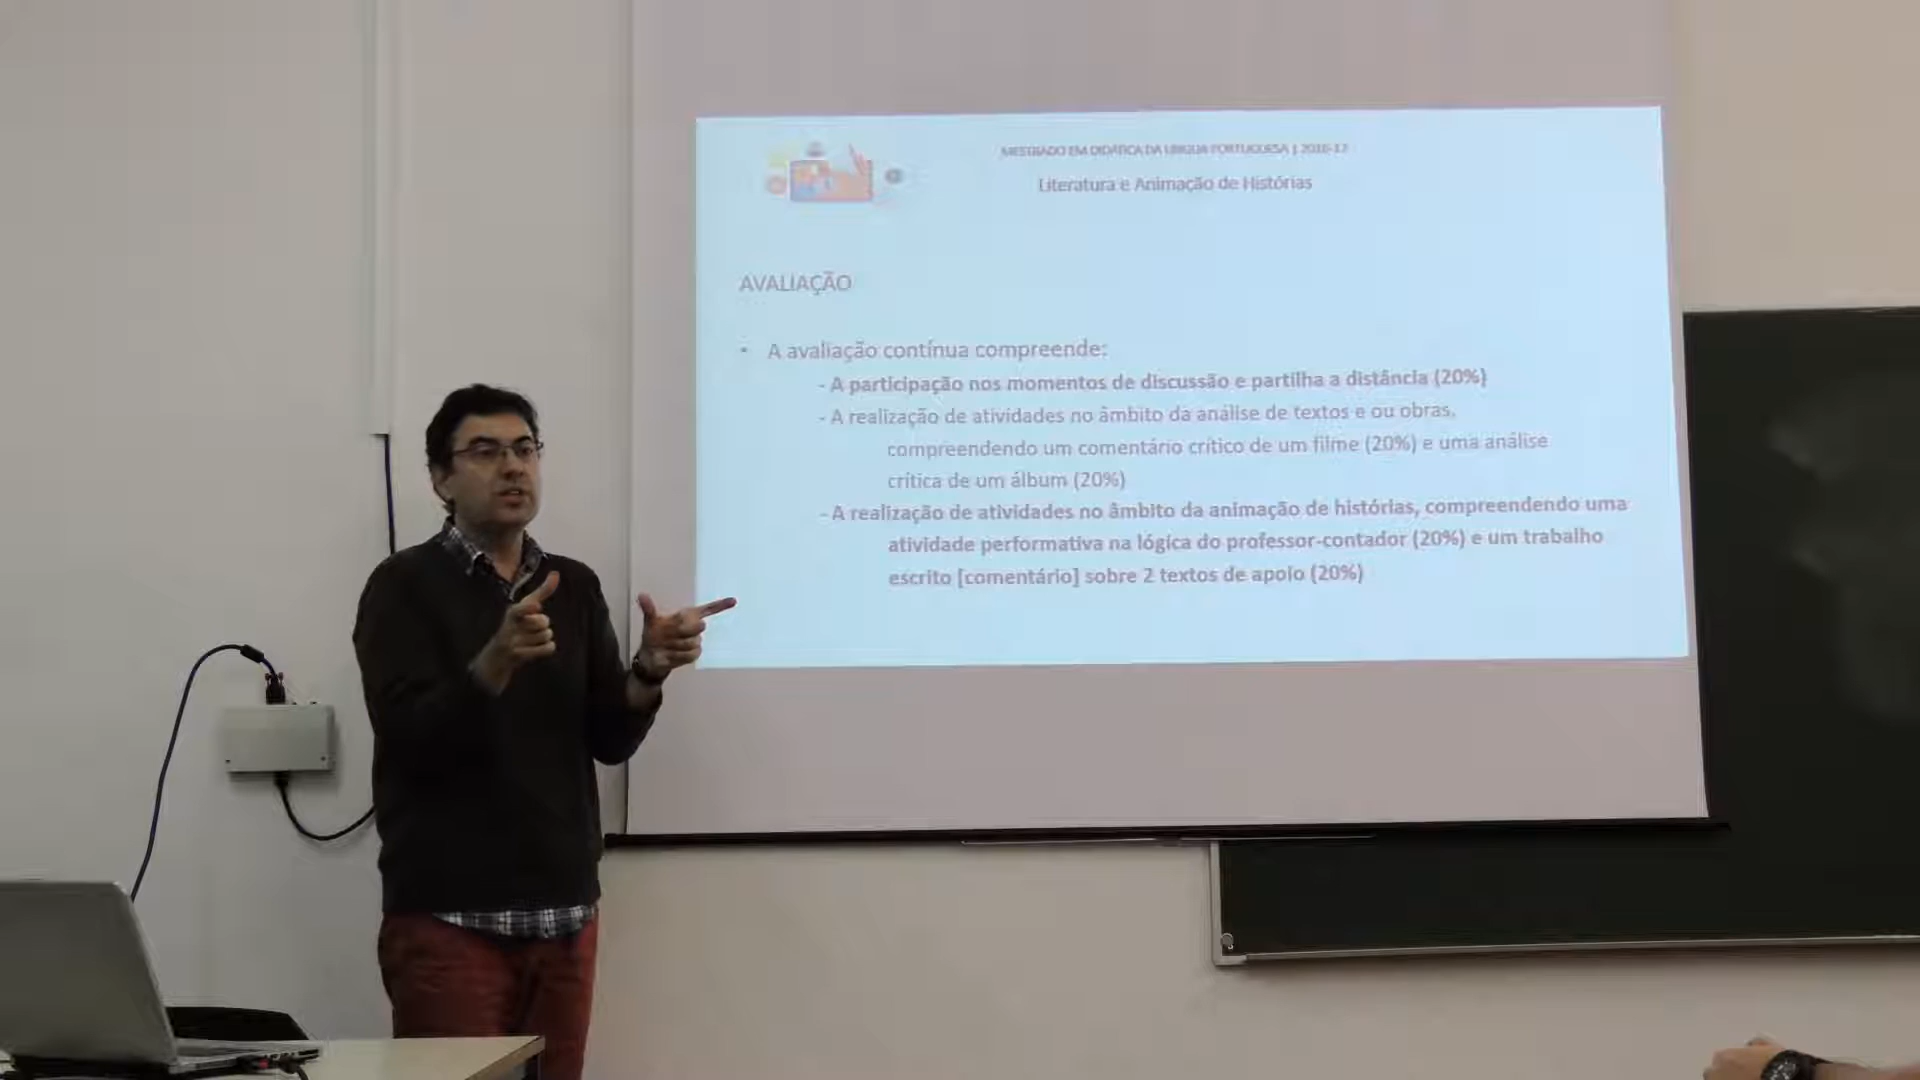 MESTRADO EM DIDÁTICA DA LÍNGUA PORTUGUESA | 2016-17
Literatura e Animação de Histórias
AVALIAÇÃO
• A avaliação contínua compreende:
- A participação nos momentos de discussão e partilha a distância (20%)
- A realização de atividades no âmbito da análise de textos e ou obras,
compreendendo um comentário crítico de um filme (20%) e uma análise
crítica de um álbum (20%)
- A realização de atividades no âmbito da animação de histórias, compreendendo uma
atividade performativa na lógica do professor-contador (20%) e um trabalho
escrito [comentário] sobre 2 textos de apoio (20%)